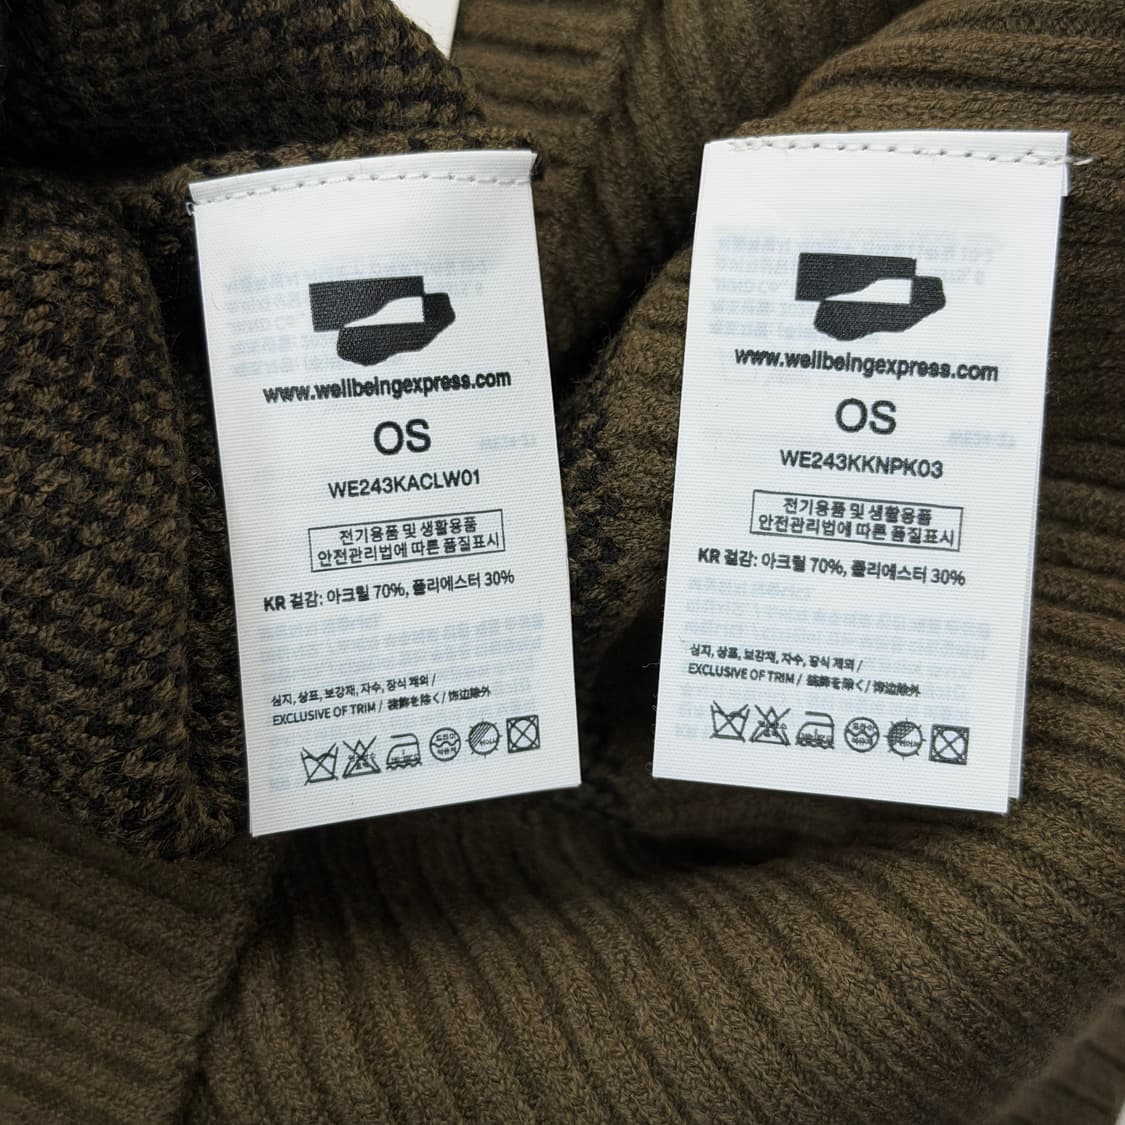 www.wellbeingexpress.com
OS
WE243KACLW01
전기용품 및 생활용품
안전관리법에 따른 품질표시
KR 겉감: 아크릴 70%, 폴리에스터 30%
심지, 상표, 보강재, 자수, 장식 제외 /
EXCLUSIVE OF TRIM / 装飾を除く / 饰边除外
www.wellbeingexpress.com
OS
WE243KKNPK03
전기용품 및 생활용품
안전관리법에 따른 품질표시
KR 겉감: 아크릴 70%, 폴리에스터 30%
심지, 상표, 보강재, 자수, 장식 제외 /
EXCLUSIVE OF TRIM / 装飾を除く / 饰边除外